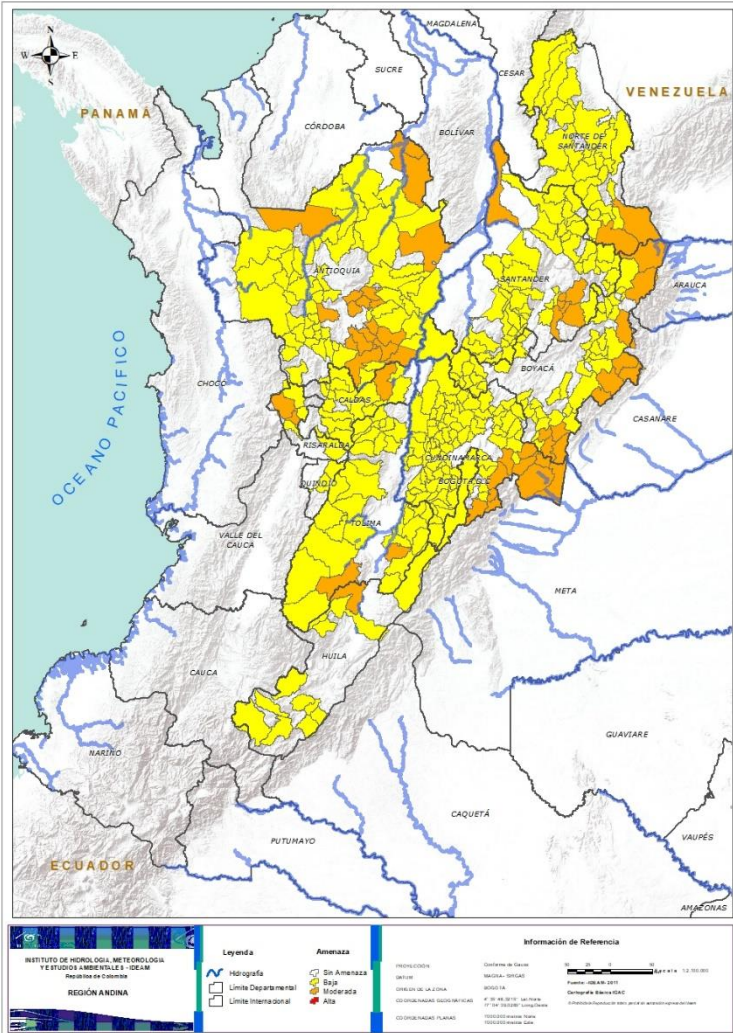 MAGDALENA
SUCRE
CESAR
N
W E
S
VENEZUELA
PANAMÁ
CÓRDOBA
BOLÍVAR
NORTE DE
SANTANDER
ANTIOQUIA
SANTANDER
ARAUCA
OCEANO PACIFICO
CHOCÓ
BOYACÁ
CALDAS
CASANARE
RISARALDA
CUNDINAMARCA
QUINDIO
TOLIMA
VALLE DEL
CAUCA
META
HUILA
CAUCA
GUAVIARE
NARIÑO
CAQUETÁ
PUTUMAYO
VAUPÉS
ECUADOR
AMAZONAS
INSTITUTO DE HIDROLOGIA, METEOROLOGIA
Y ESTUDIOS AMBIENTALES - IDEAM
República de Colombia
REGIÓN ANDINA
Leyenda
Hidrografía
Límite Departamental
Límite Internacional
Amenaza
Sin Amenaza
Baja
Moderada
Alta
Información de Referencia
PROYECCIÓN
DATUM
ORIGEN DE LA ZONA
BOGOTA
COORDENADAS GEOGRÁFICAS
COORDENADAS PLANAS
Fuente: IDEAM- 2011
Cartografía Básica IGAC